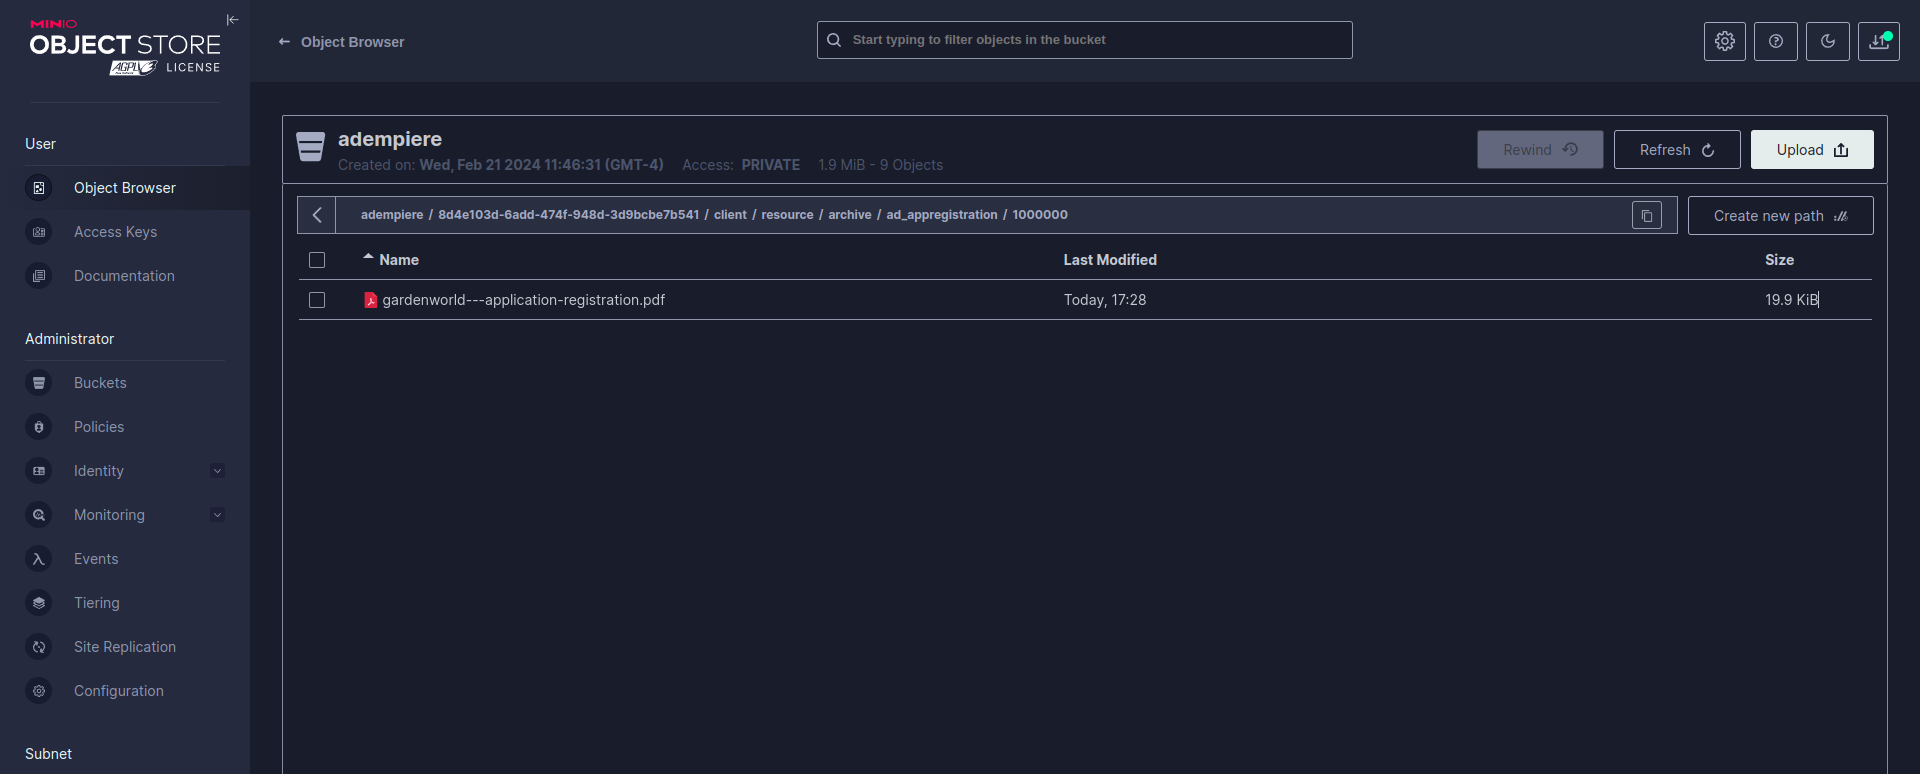 MINIO
OBJECT STORE
AGPLv3 LICENSE
Object Browser
Start typing to filter objects in the bucket
User
Object Browser
Access Keys
Documentation
Administrator
Buckets
Policies
Identity
Monitoring
Events
Tiering
Site Replication
Configuration
Subnet
adempiere
Created on: Wed, Feb 21 2024 11:46:31 (GMT-4) Access: PRIVATE 1.9 MiB - 9 Objects
Rewind Refresh Upload
adempiere / 8d4e103d-6add-474f-948d-3d9bcbe7b541 / client / resource / archive / ad_appregistration / 1000000
Create new path
Name Last Modified Size
gardenworld---application-registration.pdf Today, 17:28 19.9 KiB